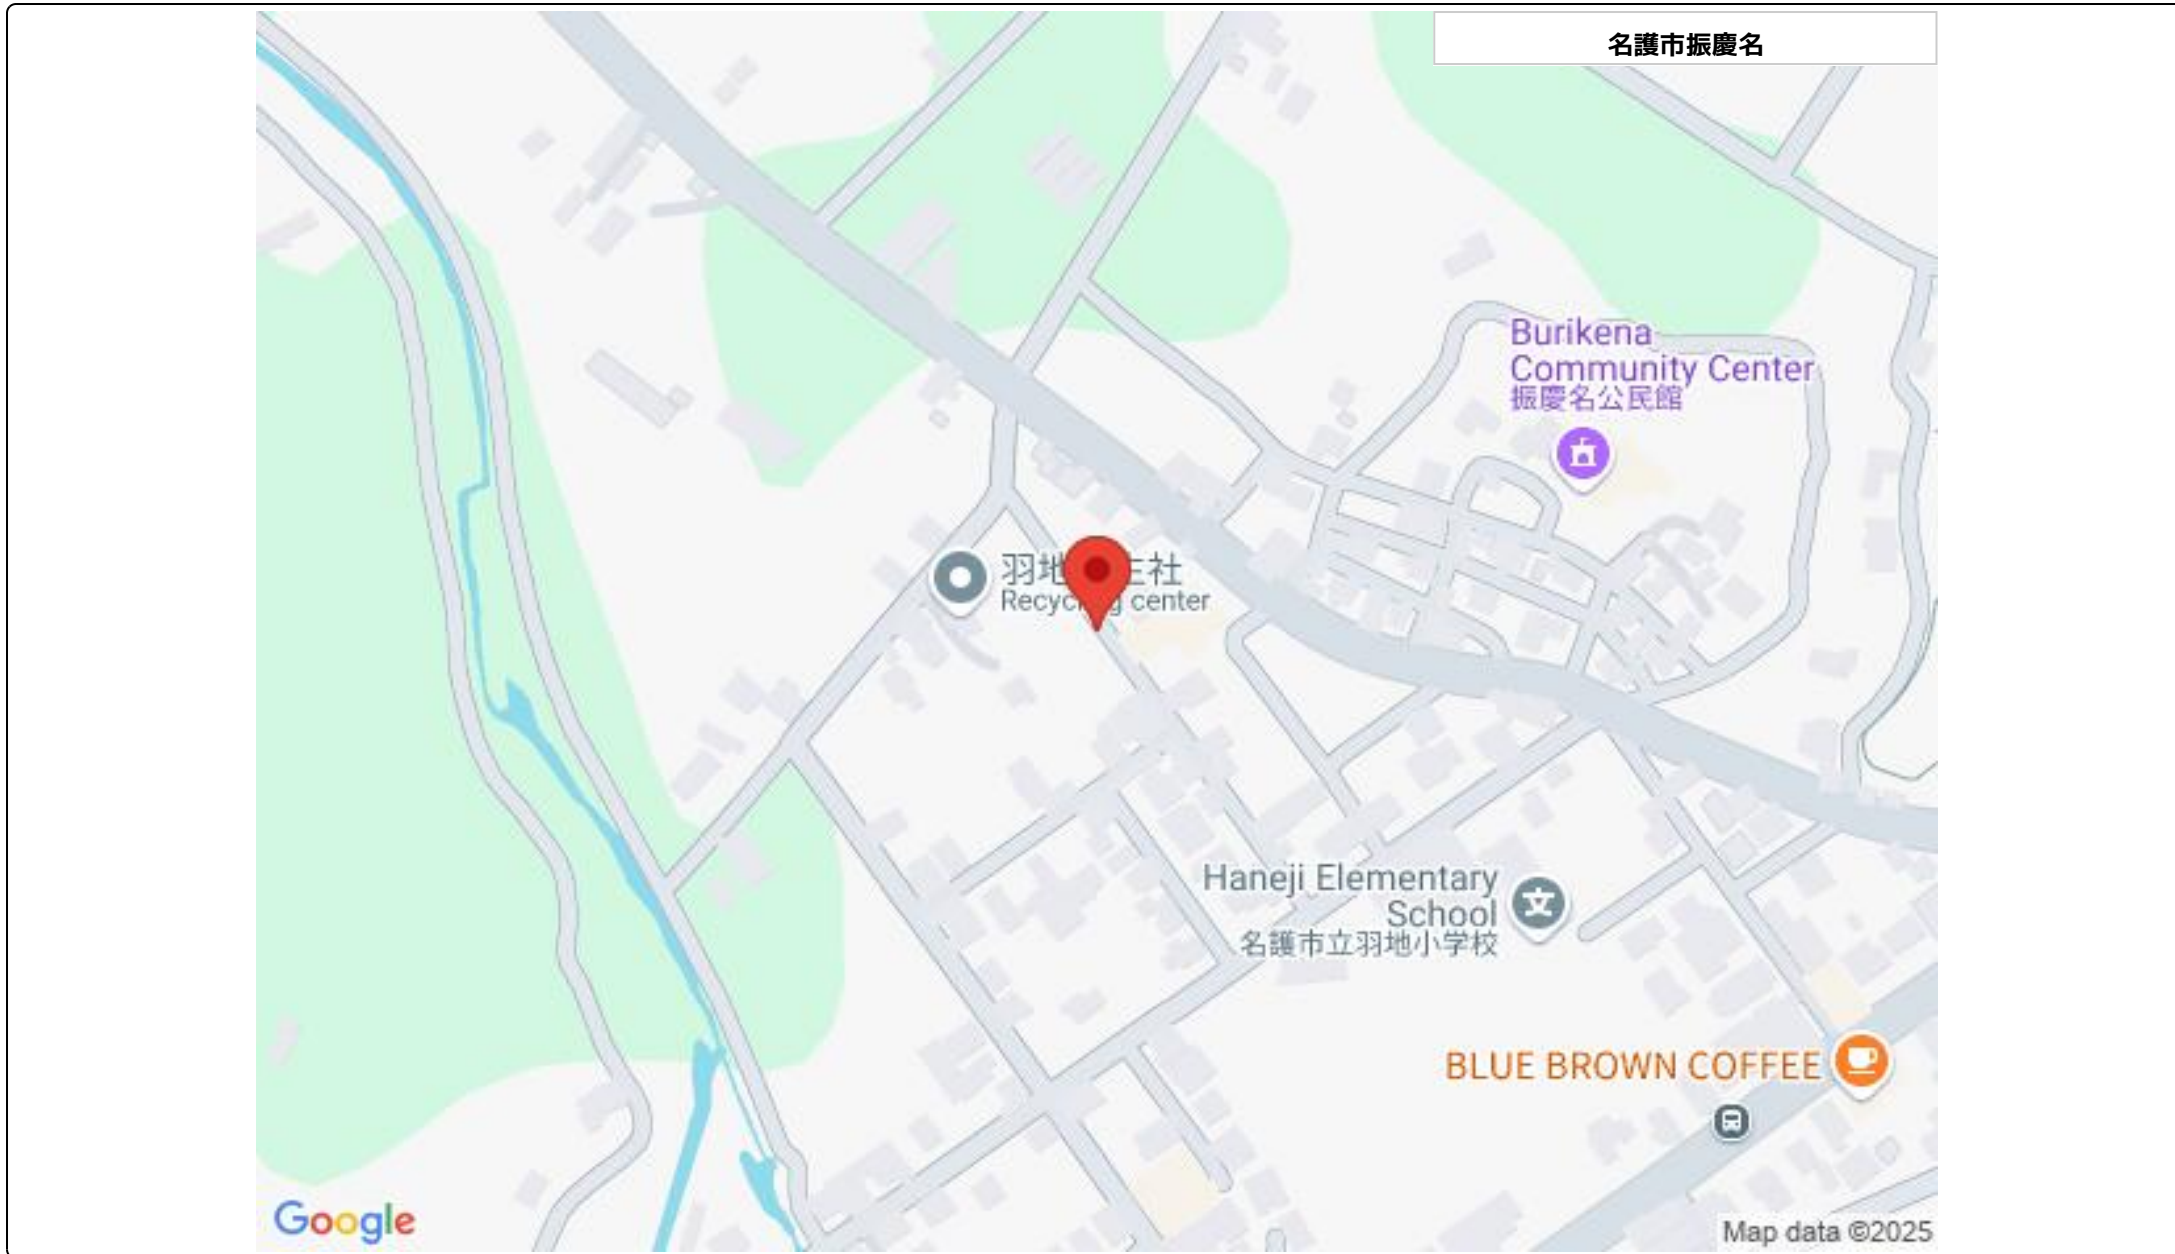 名護市振慶名
Burikena
Community Center
振慶名公民館
羽地 社
center
Haneji Elementary
School
名護市立羽地小学校
BLUE BROWN COFFEE
Google
Map data ©2025